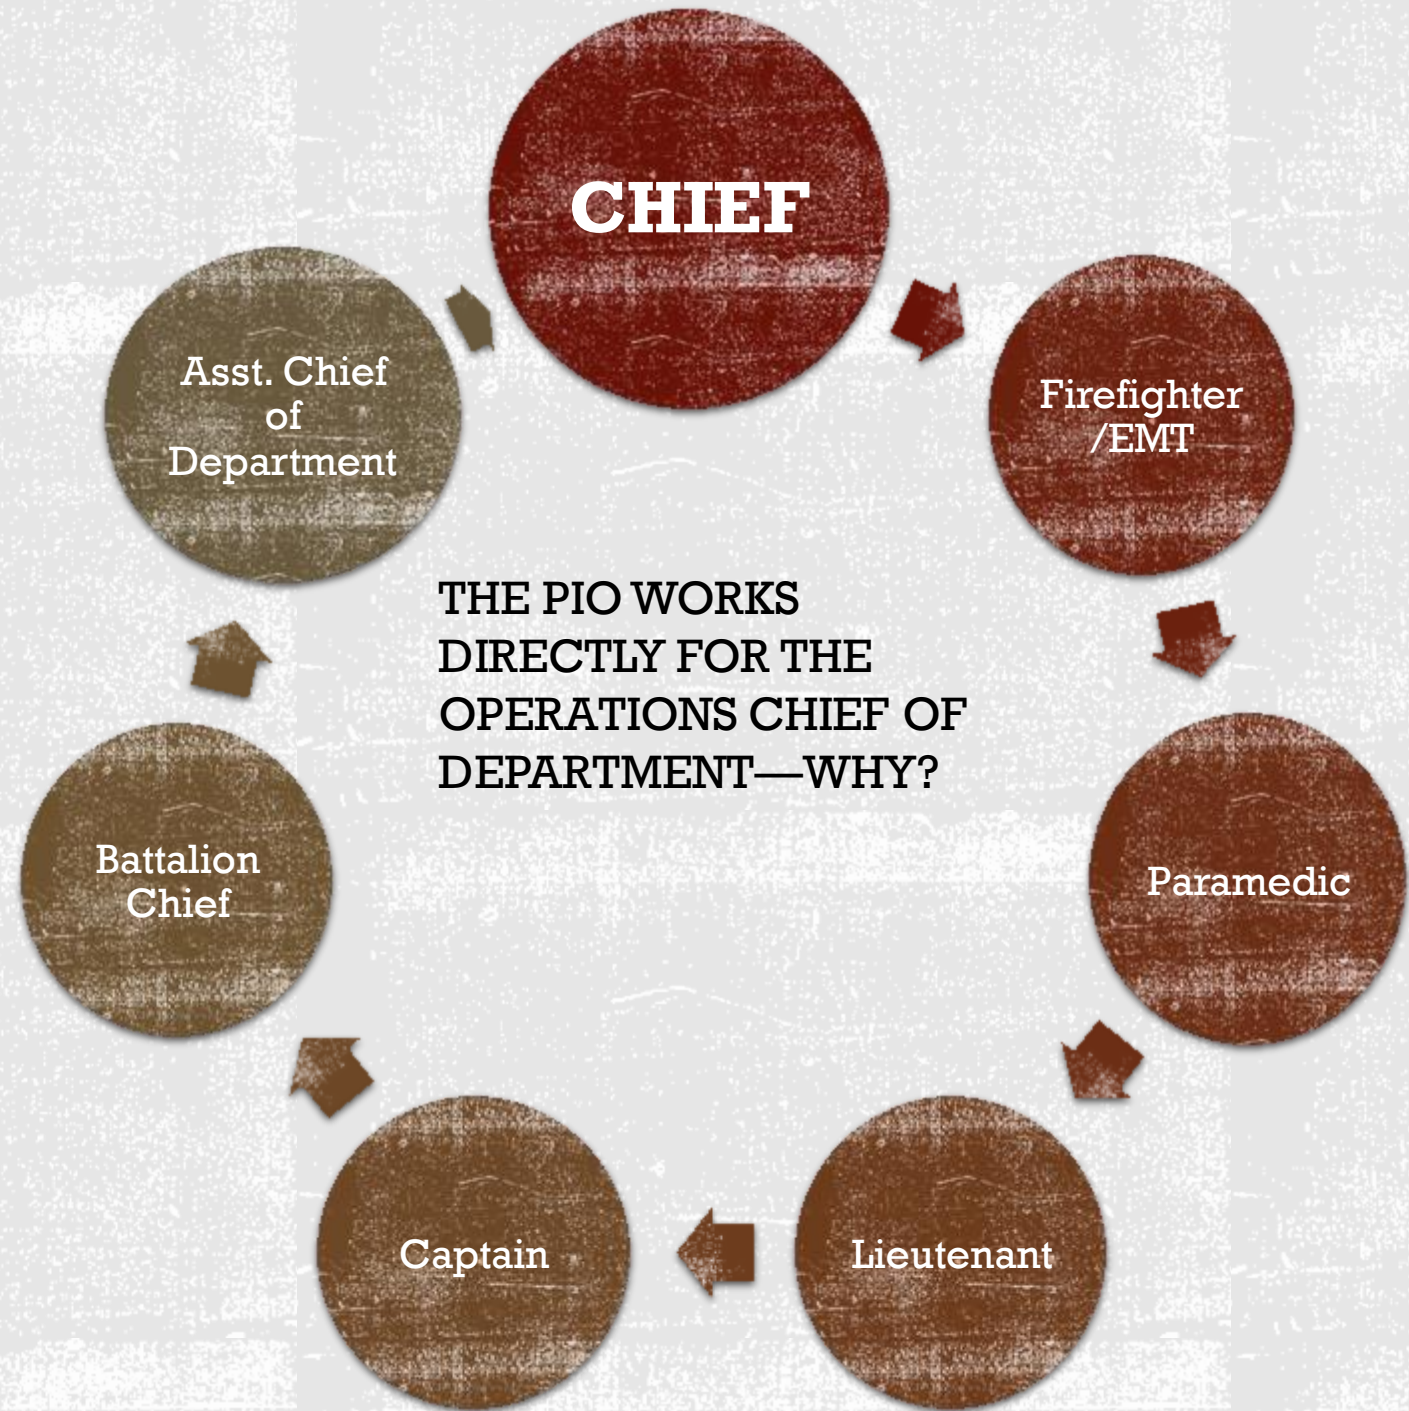 CHIEF
Firefighter
/EMT
Paramedic
Lieutenant
Captain
Battalion
Chief
Asst. Chief
of
Department
THE PIO WORKS
DIRECTLY FOR THE
OPERATIONS CHIEF OF
DEPARTMENT—WHY?